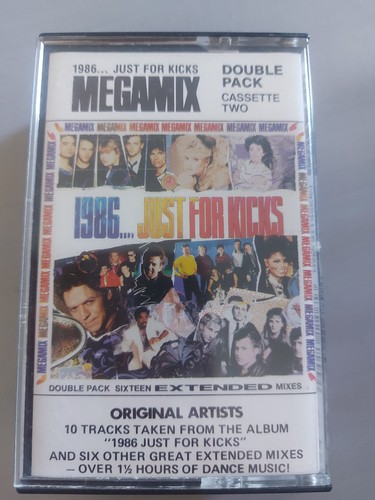 1986... JUST FOR KICKS
MEGAMIX
DOUBLE
PACK
CASSETTE
TWO
MEGAMIX MEGAMIX MEGAMIX MEGAMIX MEGAMIX MEGAMIX MEGAMIX
1986... JUST FOR KICKS
DOUBLE PACK SIXTEEN EXTENDED MIXES
ORIGINAL ARTISTS
10 TRACKS TAKEN FROM THE ALBUM
"1986 JUST FOR KICKS"
AND SIX OTHER GREAT EXTENDED MIXES
– OVER 1½ HOURS OF DANCE MUSIC!